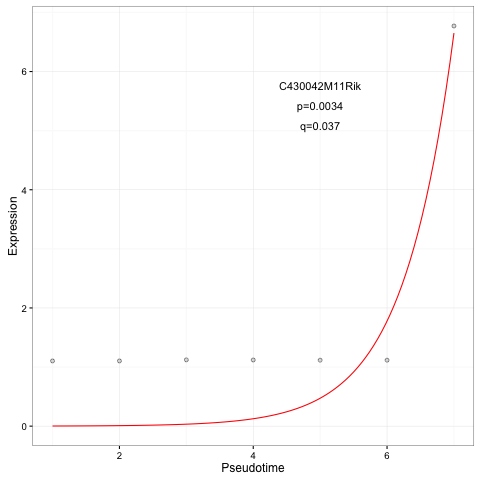 C430042M11Rik
p=0.0034
q=0.037
6
4
2
0
Expression
2
4
6
Pseudotime